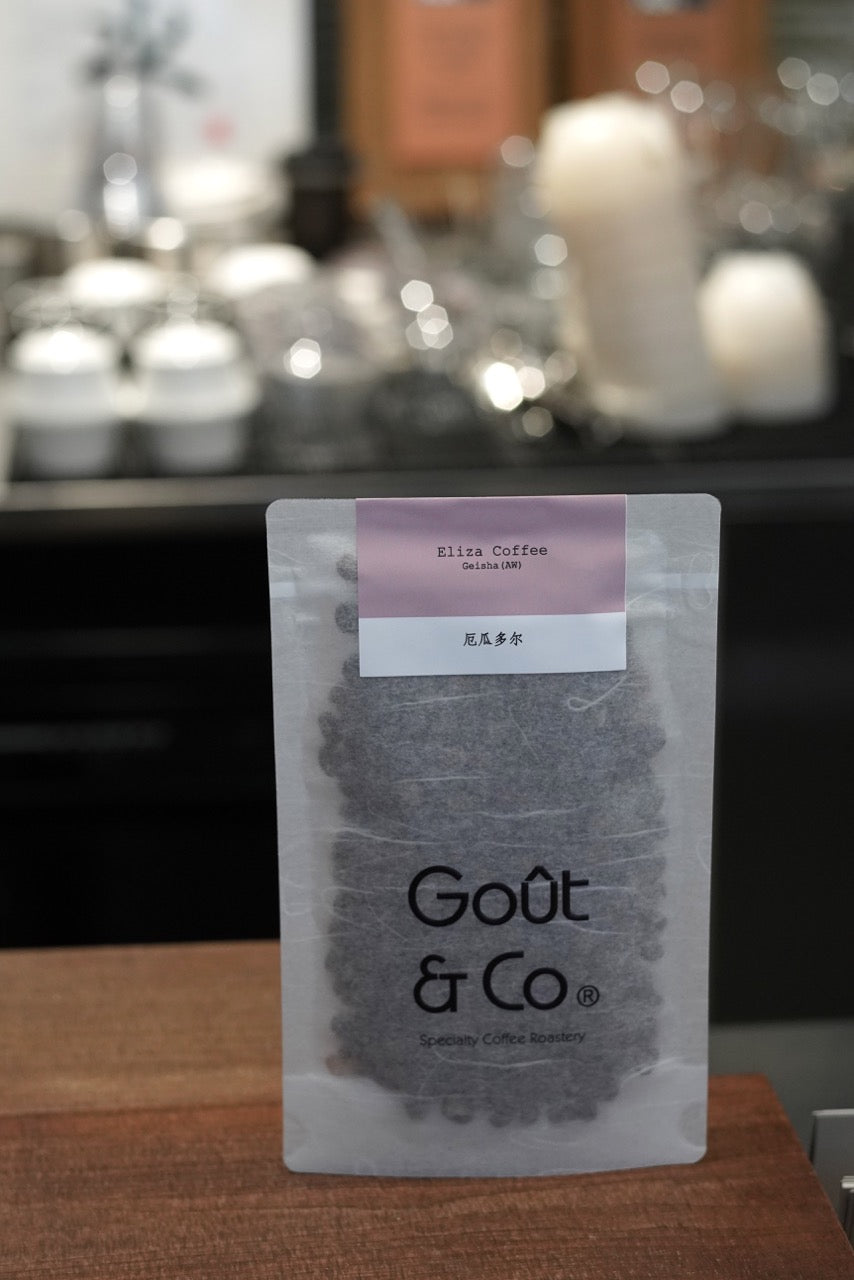 Eliza Coffee
Geisha(AW)
厄瓜多尔
Goût
& Co ®
Specialty Coffee Roastery